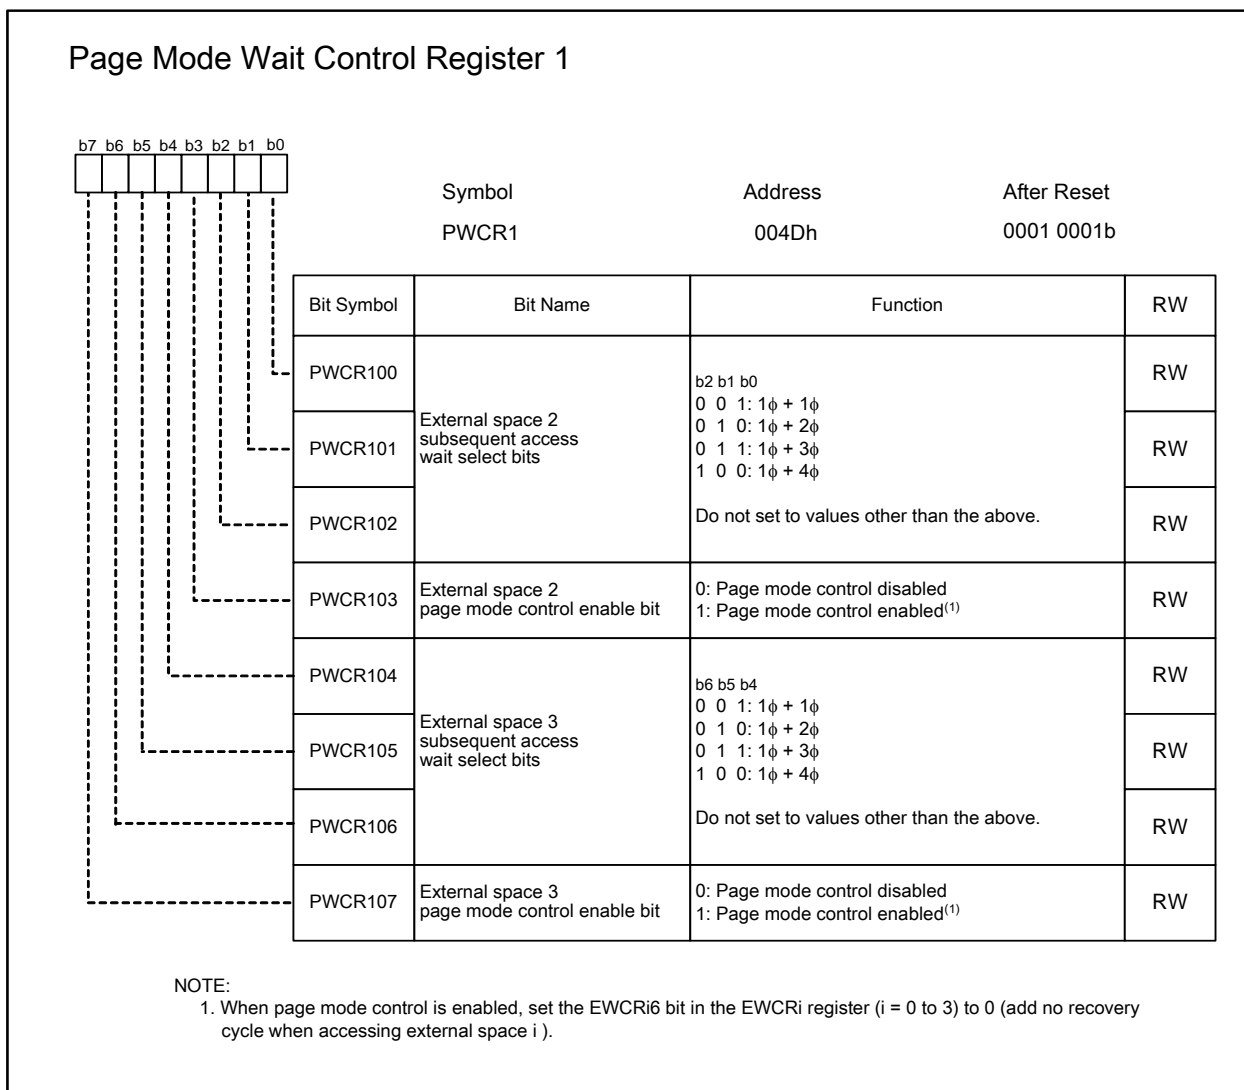 Page Mode Wait Control Register 1
b7 b6 b5 b4 b3 b2 b1 b0
Symbol Address After Reset
PWCR1 004Dh 0001 0001b
Bit Symbol Bit Name Function RW
PWCR100 RW
PWCR101 RW
PWCR102 RW
External space 2
subsequent access
wait select bits
b2 b1 b0
0 0 1: 1ϕ + 1ϕ
0 1 0: 1ϕ + 2ϕ
0 1 1: 1ϕ + 3ϕ
1 0 0: 1ϕ + 4ϕ
Do not set to values other than the above.
PWCR103 RW
External space 2
page mode control enable bit
0: Page mode control disabled
1: Page mode control enabled(1)
PWCR104 RW
PWCR105 RW
PWCR106 RW
External space 3
subsequent access
wait select bits
b6 b5 b4
0 0 1: 1ϕ + 1ϕ
0 1 0: 1ϕ + 2ϕ
0 1 1: 1ϕ + 3ϕ
1 0 0: 1ϕ + 4ϕ
Do not set to values other than the above.
PWCR107 RW
External space 3
page mode control enable bit
0: Page mode control disabled
1: Page mode control enabled(1)
NOTE:
1. When page mode control is enabled, set the EWCRi6 bit in the EWCRi register (i = 0 to 3) to 0 (add no recovery
cycle when accessing external space i ).